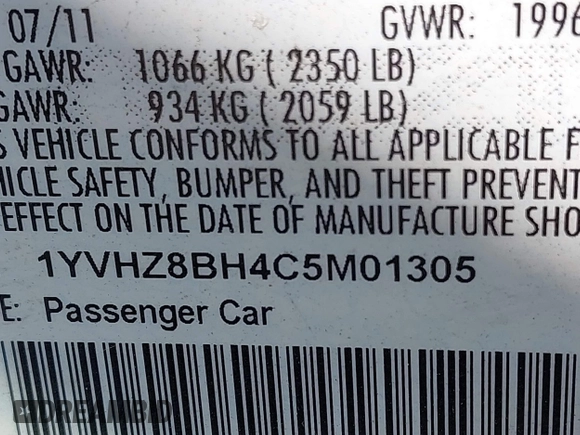 07/11 GVWR: 1996
GAWR: 1066 KG ( 2350 LB)
GAWR: 934 KG ( 2059 LB)
S VEHICLE CONFORMS TO ALL APPLICABLE F
HICLE SAFETY, BUMPER, AND THEFT PREVENT
EFFECT ON THE DATE OF MANUFACTURE SHO
1YVHZ8BH4C5M01305
E: Passenger Car
DREAMBID